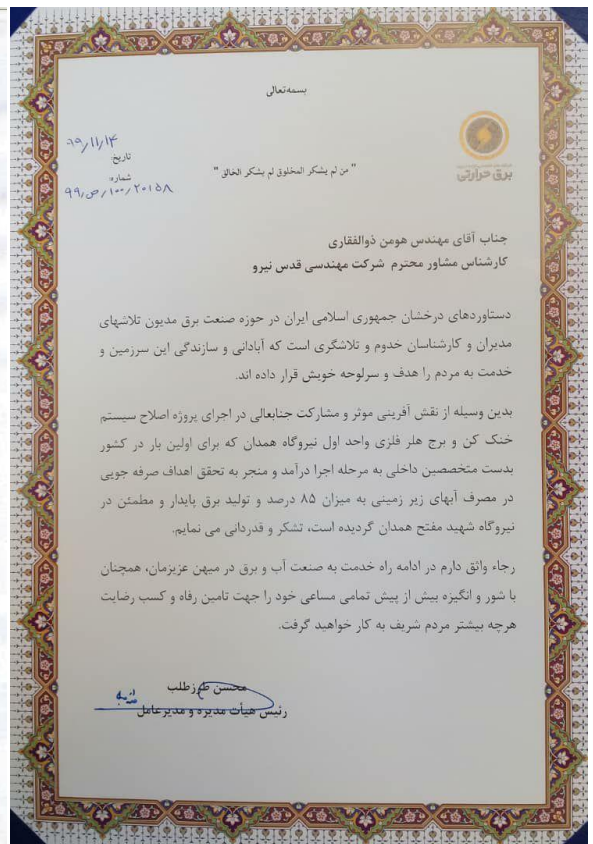 بسمه‌تعالی
برق حرارتی
۹۹/۱۱/۱۴
تاریخ:
شماره:
۹۹/ص/۱۰۰/۲۰۱۵۸
" من لم یشکر المخلوق لم یشکر الخالق "
جناب آقای مهندس هومن ذوالفقاری
کارشناس مشاور محترم شرکت مهندسی قدس نیرو
دستاوردهای درخشان جمهوری اسلامی ایران در حوزه صنعت برق مدیون تلاشهای
مدیران و کارشناسان خدوم و تلاشگری است که آبادانی و سازندگی این سرزمین و
خدمت به مردم را هدف و سرلوحه خویش قرار داده اند.
بدین وسیله از نقش آفرینی موثر و مشارکت جنابعالی در اجرای پروژه اصلاح سیستم
خنک کن و برج هلر فلزی واحد اول نیروگاه همدان که برای اولین بار در کشور
بدست متخصصین داخلی به مرحله اجرا درآمد و منجر به تحقق اهداف صرفه جویی
در مصرف آبهای زیر زمینی به میزان ۸۵ درصد و تولید برق پایدار و مطمئن در
نیروگاه شهید مفتح همدان گردیده است، تشکر و قدردانی می نمایم.
رجاء واثق دارم در ادامه راه خدمت به صنعت آب و برق در میهن عزیزمان، همچنان
با شور و انگیزه بیش از پیش تمامی مساعی خود را جهت تامین رفاه و کسب رضایت
هرچه بیشتر مردم شریف به کار خواهید گرفت.
محسن طرزطلب
رئیس هیأت مدیره و مدیرعامل